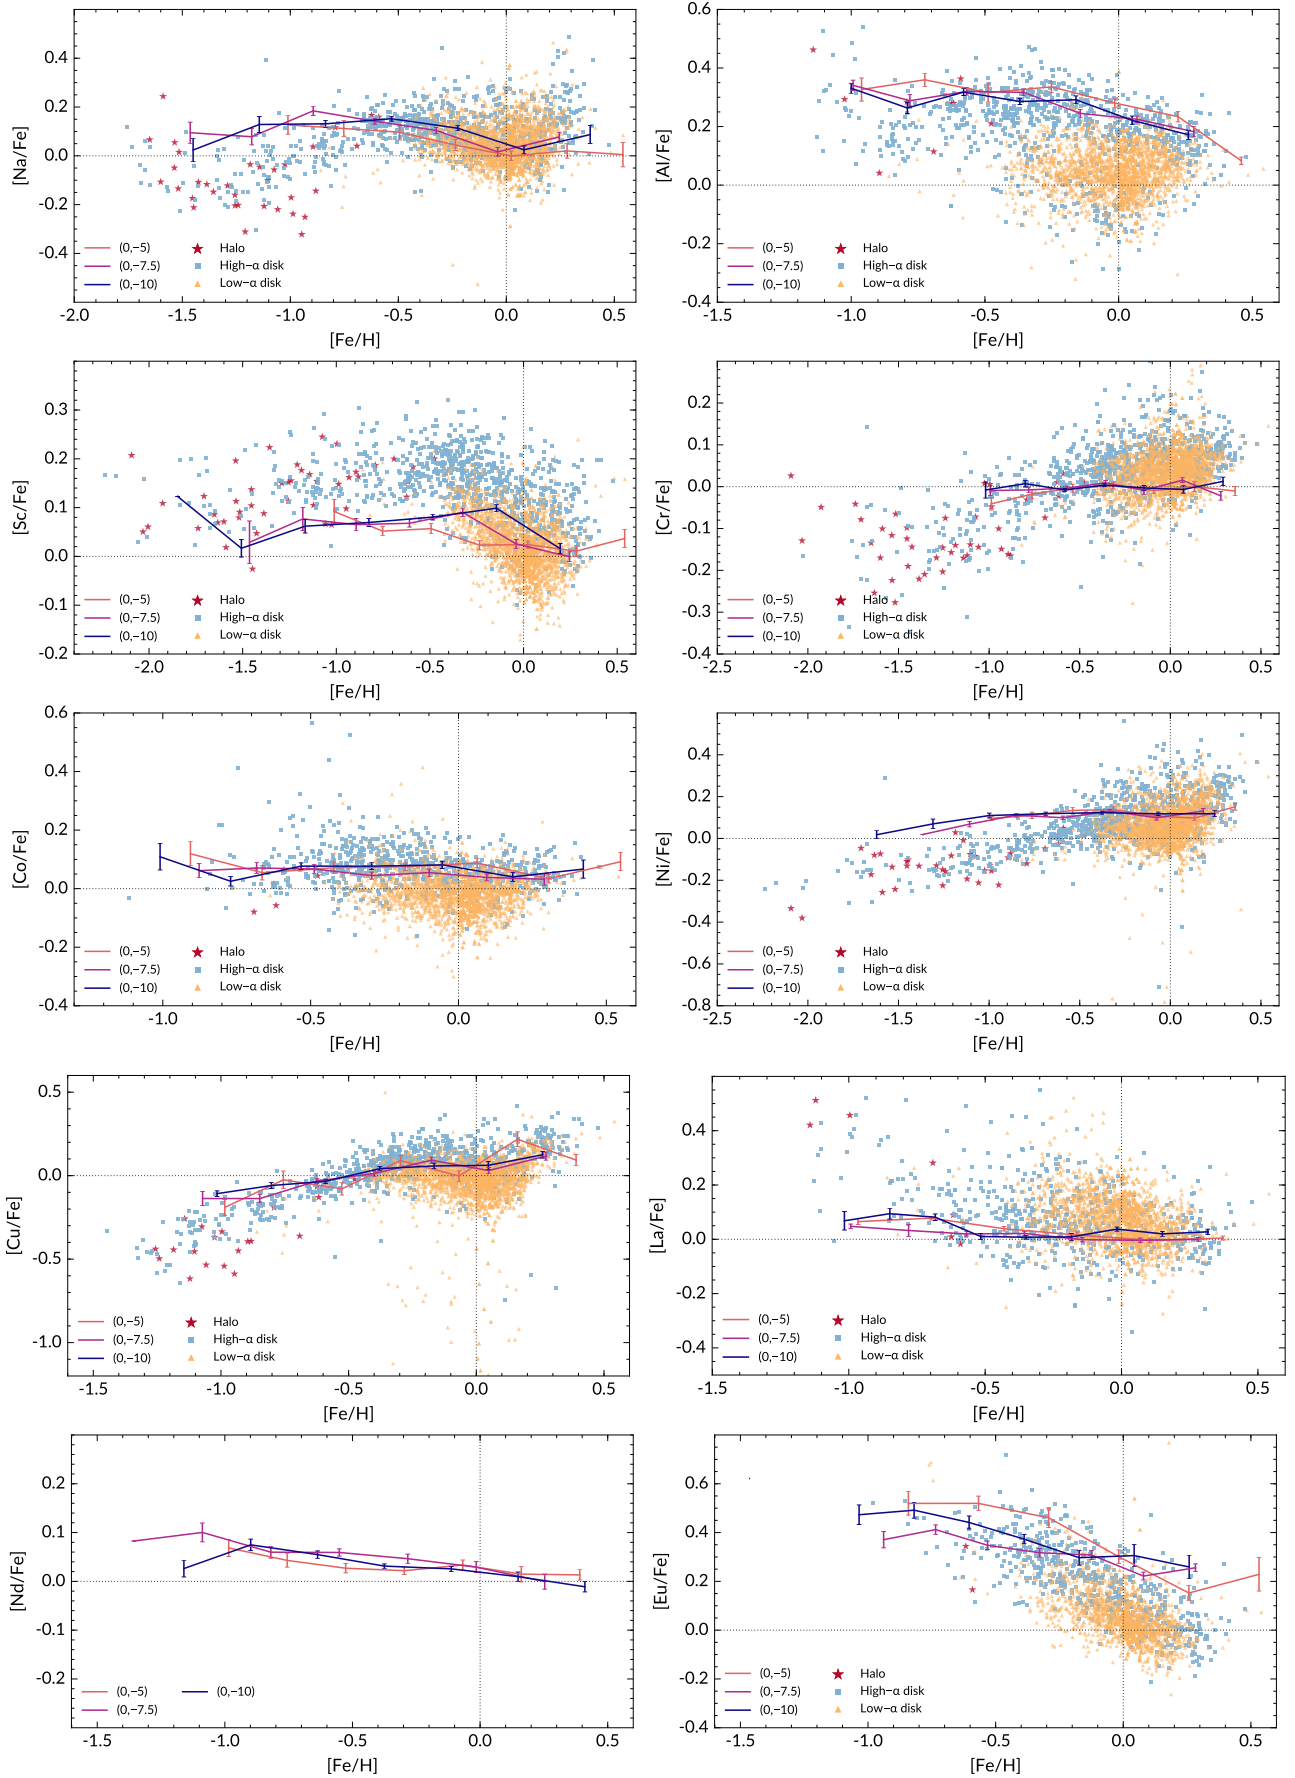 [Na/Fe]
0.4
0.2
0.0
-0.2
-0.4
(0,−5)
(0,−7.5)
(0,−10)
Halo
High−α disk
Low−α disk
-2.0 -1.5 -1.0 -0.5 0.0 0.5
[Fe/H]
[Al/Fe]
0.6
0.4
0.2
0.0
-0.2
-0.4
(0,−5)
(0,−7.5)
(0,−10)
Halo
High−α disk
Low−α disk
-1.5 -1.0 -0.5 0.0 0.5
[Fe/H]
[Sc/Fe]
0.3
0.2
0.1
0.0
-0.1
-0.2
(0,−5)
(0,−7.5)
(0,−10)
Halo
High−α disk
Low−α disk
-2.0 -1.5 -1.0 -0.5 0.0 0.5
[Fe/H]
[Cr/Fe]
0.2
0.1
0.0
-0.1
-0.2
-0.3
-0.4
(0,−5)
(0,−7.5)
(0,−10)
Halo
High−α disk
Low−α disk
-2.5 -2.0 -1.5 -1.0 -0.5 0.0 0.5
[Fe/H]
[Co/Fe]
0.6
0.4
0.2
0.0
-0.2
-0.4
(0,−5)
(0,−7.5)
(0,−10)
Halo
High−α disk
Low−α disk
-1.0 -0.5 0.0 0.5
[Fe/H]
[Ni/Fe]
0.4
0.2
0.0
-0.2
-0.4
-0.6
-0.8
(0,−5)
(0,−7.5)
(0,−10)
Halo
High−α disk
Low−α disk
-2.5 -2.0 -1.5 -1.0 -0.5 0.0 0.5
[Fe/H]
[Cu/Fe]
0.5
0.0
-0.5
-1.0
(0,−5)
(0,−7.5)
(0,−10)
Halo
High−α disk
Low−α disk
-1.5 -1.0 -0.5 0.0 0.5
[Fe/H]
[La/Fe]
0.4
0.2
0.0
-0.2
-0.4
(0,−5)
(0,−7.5)
(0,−10)
Halo
High−α disk
Low−α disk
-1.5 -1.0 -0.5 0.0 0.5
[Fe/H]
[Nd/Fe]
0.2
0.1
0.0
-0.1
-0.2
(0,−5)
(0,−7.5)
(0,−10)
-1.5 -1.0 -0.5 0.0 0.5
[Fe/H]
[Eu/Fe]
0.6
0.4
0.2
0.0
-0.2
-0.4
(0,−5)
(0,−7.5)
(0,−10)
Halo
High−α disk
Low−α disk
-1.5 -1.0 -0.5 0.0 0.5
[Fe/H]